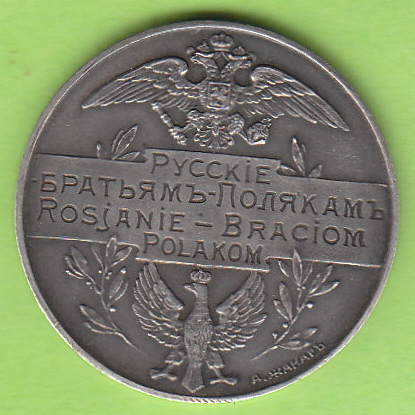 РУССКІЕ
БРАТЬЯМЪ-ПОЛЯКАМЪ
ROSJANIE – BRACIOM
POLAKOM
А. ЖАКАРЪ